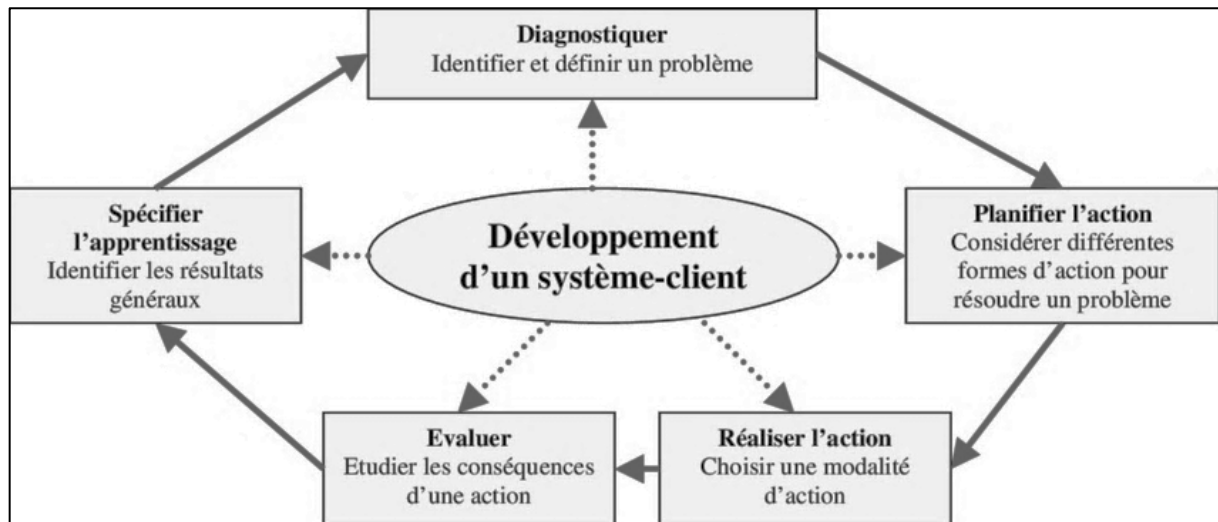 Diagnostiquer
Identifier et définir un problème
Spécifier
l’apprentissage
Identifier les résultats
généraux
Développement
d’un système-client
Planifier l’action
Considérer différentes
formes d’action pour
résoudre un problème
Evaluer
Etudier les conséquences
d’une action
Réaliser l’action
Choisir une modalité
d’action